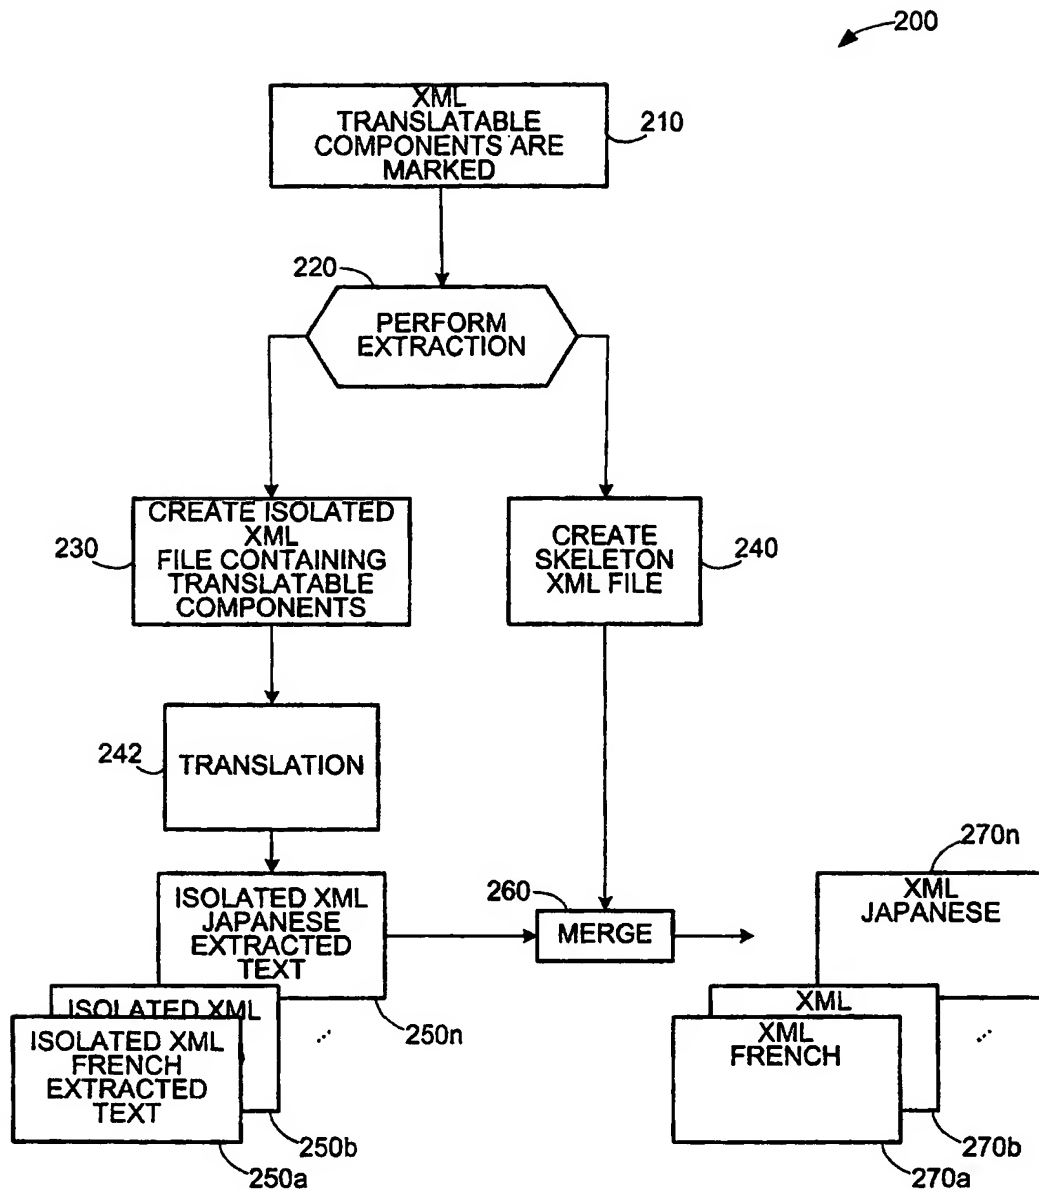 200
XML
TRANSLATABLE
COMPONENTS ARE
MARKED
210
220
PERFORM
EXTRACTION
CREATE ISOLATED
XML
FILE CONTAINING
TRANSLATABLE
COMPONENTS
230
CREATE
SKELETON
XML FILE
240
242
TRANSLATION
270n
ISOLATED XML
JAPANESE
EXTRACTED
TEXT
260
MERGE
XML
JAPANESE
250n
ISOLATED XML
ISOLATED XML
FRENCH
EXTRACTED
TEXT
XML
XML
FRENCH
250b
250a
270b
270a